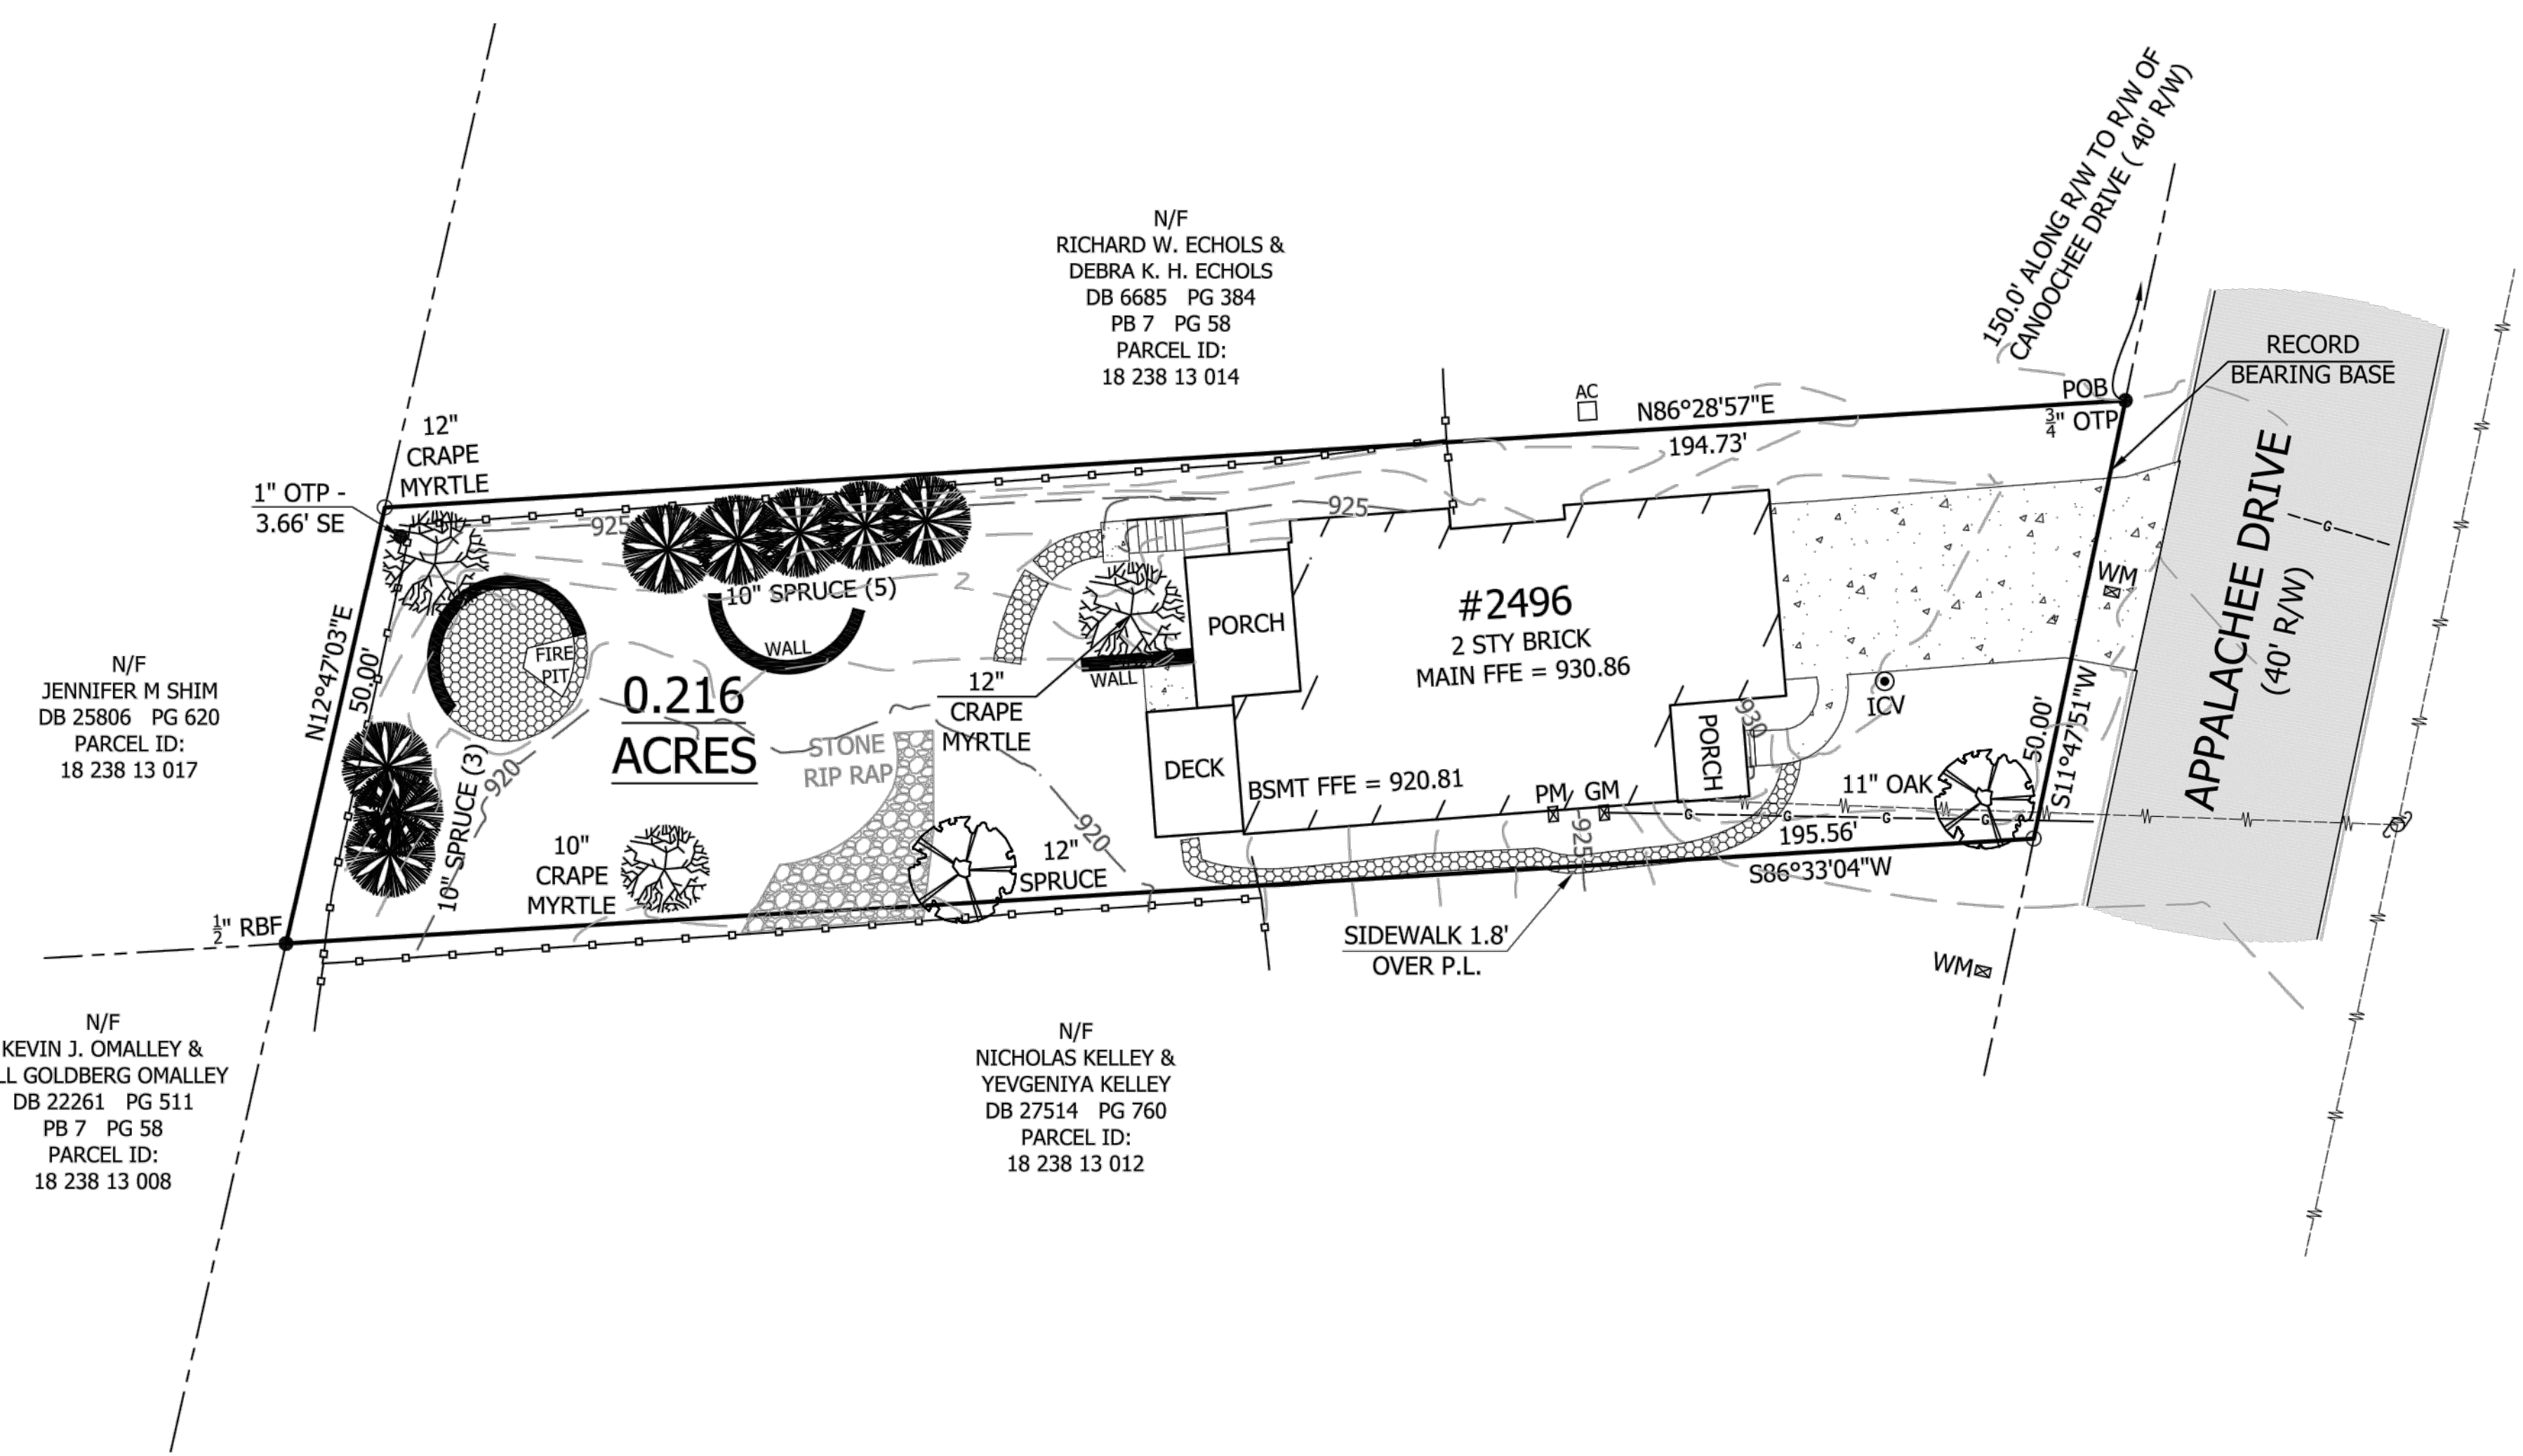 150.0' ALONG R/W TO R/W OF
CANOOCHEE DRIVE ( 40' R/W)
N/F
RICHARD W. ECHOLS &
DEBRA K. H. ECHOLS
DB 6685 PG 384
PB 7 PG 58
PARCEL ID:
18 238 13 014
RECORD
BEARING BASE
AC
N86°28'57"E
194.73'
POB
3/4" OTP
12"
CRAPE
MYRTLE
1" OTP -
3.66' SE
925
925
2
10" SPRUCE (5)
WALL
FIRE
PIT
N12°47'03"E
50.00'
N/F
JENNIFER M SHIM
DB 25806 PG 620
PARCEL ID:
18 238 13 017
0.216
ACRES
STONE
RIP RAP
12"
CRAPE
MYRTLE
WALL
PORCH
DECK
#2496
2 STY BRICK
MAIN FFE = 930.86
BSMT FFE = 920.81
PORCH
930
ICV
WM
APPALACHEE DRIVE
(40' R/W)
G
50.00'
S11°47'51"W
11" OAK
PM
GM
G
G
G
G
925
195.56'
S86°33'04"W
920
10" SPRUCE (3)
920
10"
CRAPE
MYRTLE
12"
SPRUCE
1/2" RBF
SIDEWALK 1.8'
OVER P.L.
WM
N/F
KEVIN J. OMALLEY &
LL GOLDBERG OMALLEY
DB 22261 PG 511
PB 7 PG 58
PARCEL ID:
18 238 13 008
N/F
NICHOLAS KELLEY &
YEVGENIYA KELLEY
DB 27514 PG 760
PARCEL ID:
18 238 13 012